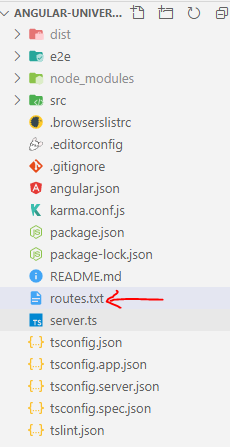 ANGULAR-UNIVER...
dist
e2e
node_modules
src
.browserslistrc
.editorconfig
.gitignore
angular.json
karma.conf.js
package.json
package-lock.json
README.md
routes.txt
TS server.ts
tsconfig.json
tsconfig.app.json
tsconfig.server.json
tsconfig.spec.json
tslint.json